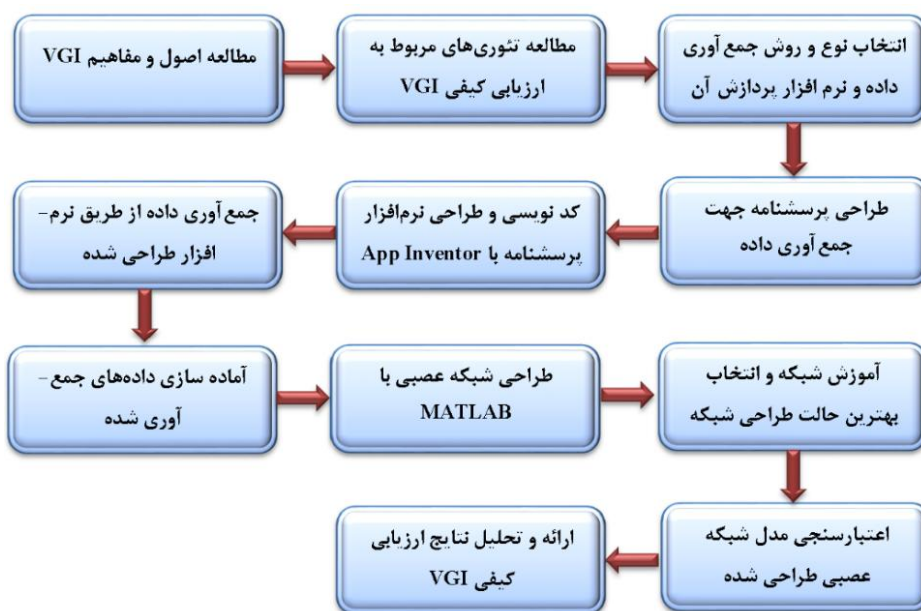 مطالعه اصول و مفاهیم VGI
مطالعه تئوری‌های مربوط به
ارزیابی کیفی VGI
انتخاب نوع و روش جمع آوری
داده و نرم افزار پردازش آن
طراحی پرسشنامه جهت
جمع آوری داده
کد نویسی و طراحی نرم‌افزار
پرسشنامه با App Inventor
جمع آوری داده از طریق نرم–
افزار طراحی شده
آماده سازی داده‌های جمع–
آوری شده
طراحی شبکه عصبی با
MATLAB
آموزش شبکه و انتخاب
بهترین حالت طراحی شبکه
اعتبارسنجی مدل شبکه
عصبی طراحی شده
ارائه و تحلیل نتایج ارزیابی
کیفی VGI